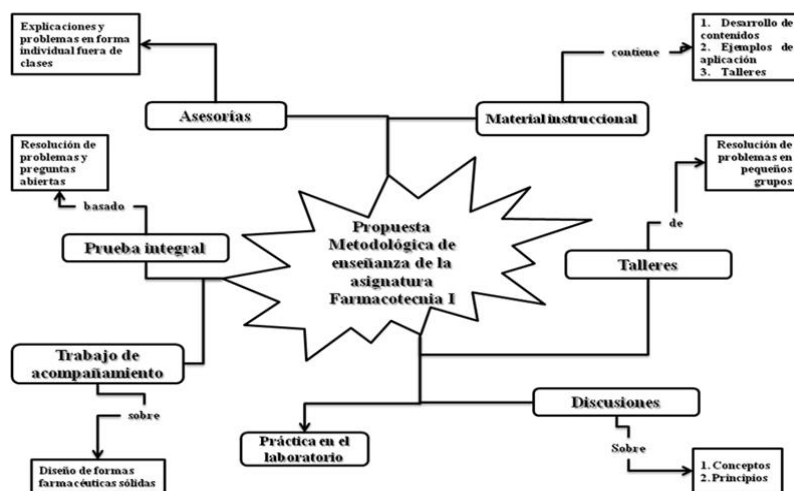 Explicaciones y
problemas en forma
individual fuera de
clases
Asesorías
contiene
1. Desarrollo de
contenidos
2. Ejemplos de
aplicación
3. Talleres
Material instruccional
Resolución de
problemas y
preguntas
abiertas
basado
Prueba integral
Propuesta
Metodológica de
enseñanza de la
asignatura
Farmacotecnia I
Resolución de
problemas en
pequeños
grupos
de
Talleres
Trabajo de
acompañamiento
sobre
Diseño de formas
farmacéuticas sólidas
Práctica en el
laboratorio
Discusiones
Sobre
1. Conceptos
2. Principios